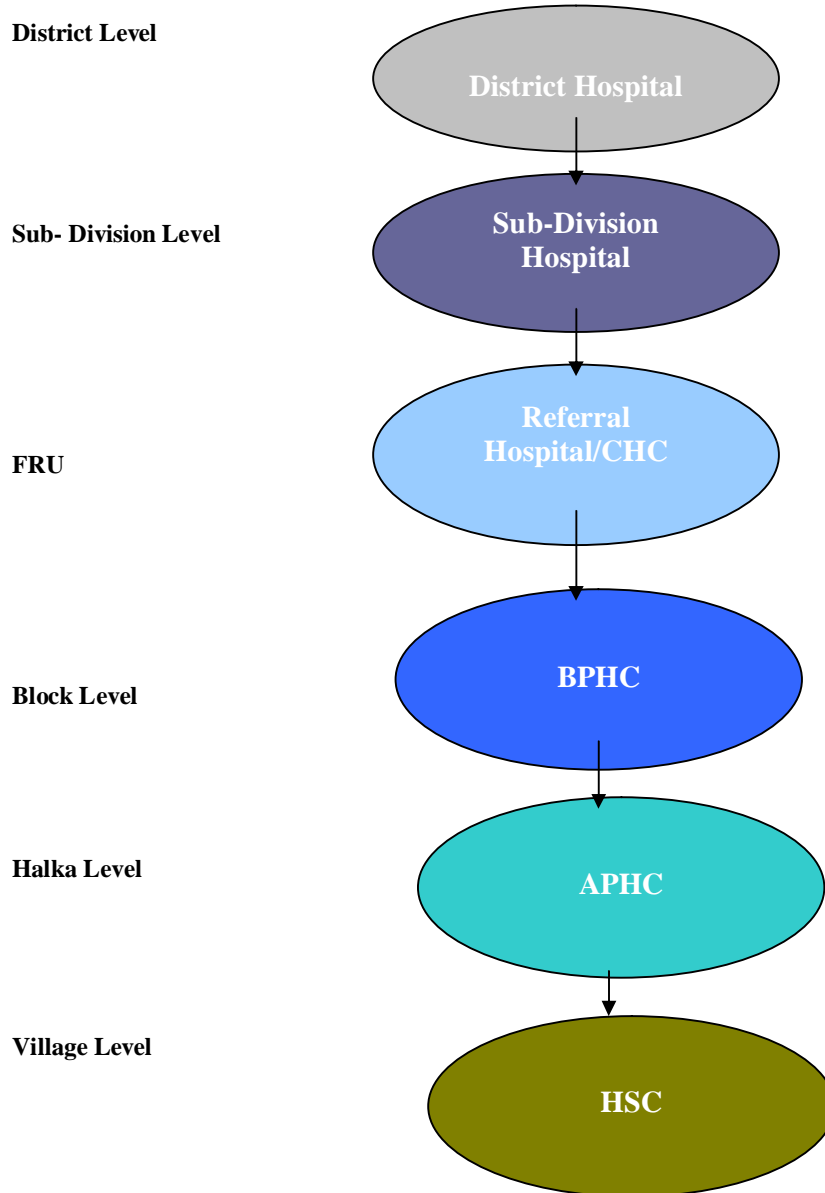 District Level
District Hospital
Sub- Division Level
Sub-Division
Hospital
Referral
Hospital/CHC
FRU
BPHC
Block Level
Halka Level
APHC
Village Level
HSC